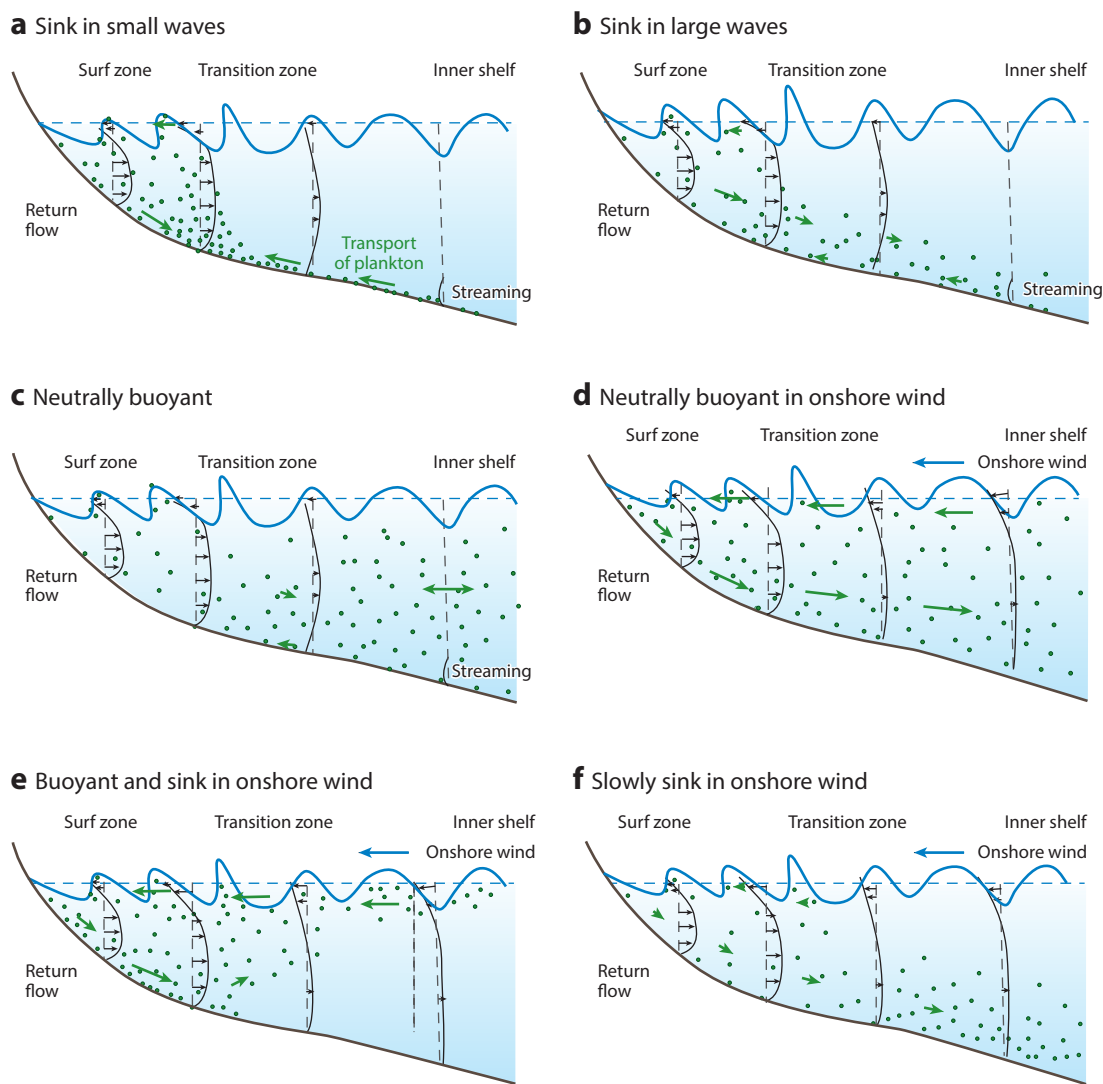 a Sink in small waves
Surf zone
Transition zone
Inner shelf
Return
flow
Transport
of plankton
Streaming
b Sink in large waves
Surf zone
Transition zone
Inner shelf
Return
flow
Streaming
c Neutrally buoyant
Surf zone
Transition zone
Inner shelf
Return
flow
Streaming
d Neutrally buoyant in onshore wind
Surf zone
Transition zone
Inner shelf
Onshore wind
Return
flow
e Buoyant and sink in onshore wind
Surf zone
Transition zone
Inner shelf
Onshore wind
Return
flow
f Slowly sink in onshore wind
Surf zone
Transition zone
Inner shelf
Onshore wind
Return
flow